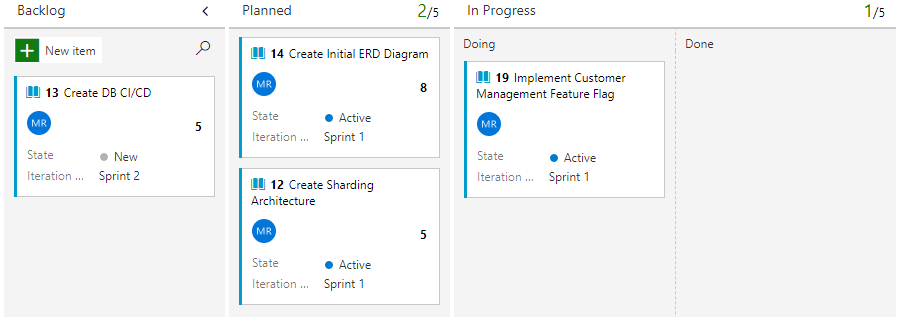 Backlog
New item
13 Create DB CI/CD
MR
5
State New
Iteration ... Sprint 2
Planned 2/5
14 Create Initial ERD Diagram
MR
8
State Active
Iteration ... Sprint 1
12 Create Sharding
Architecture
MR
5
State Active
Iteration ... Sprint 1
In Progress 1/5
Doing
19 Implement Customer
Management Feature Flag
MR
State Active
Iteration ... Sprint 1
Done